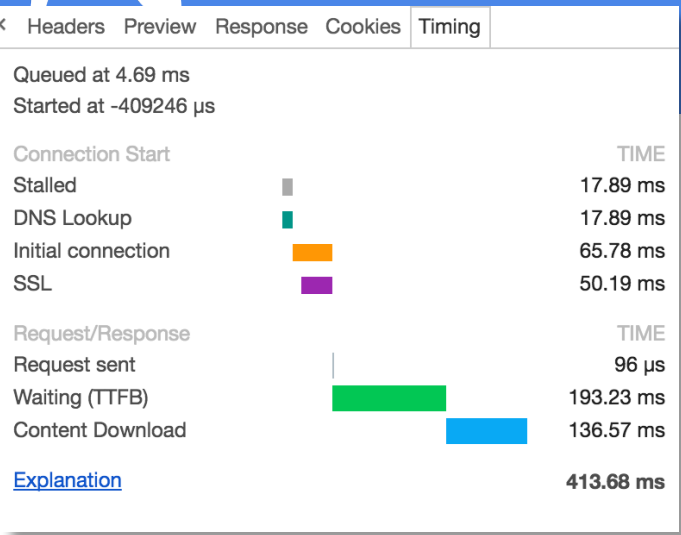 Headers Preview Response Cookies Timing
Queued at 4.69 ms
Started at -409246 μs
Connection Start TIME
Stalled 17.89 ms
DNS Lookup 17.89 ms
Initial connection 65.78 ms
SSL 50.19 ms
Request/Response TIME
Request sent 96 μs
Waiting (TTFB) 193.23 ms
Content Download 136.57 ms
Explanation 413.68 ms